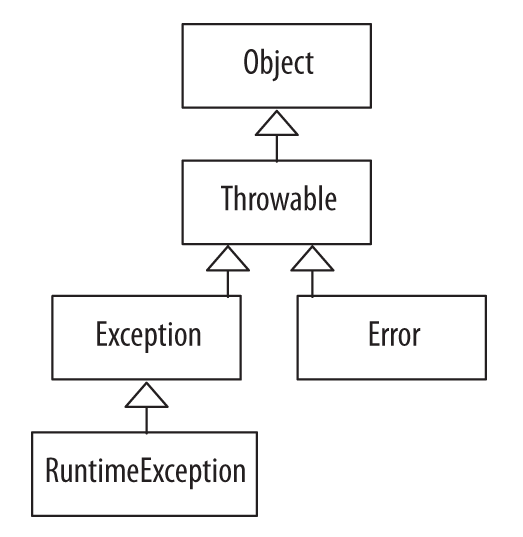 Object
Throwable
Exception
Error
RuntimeException